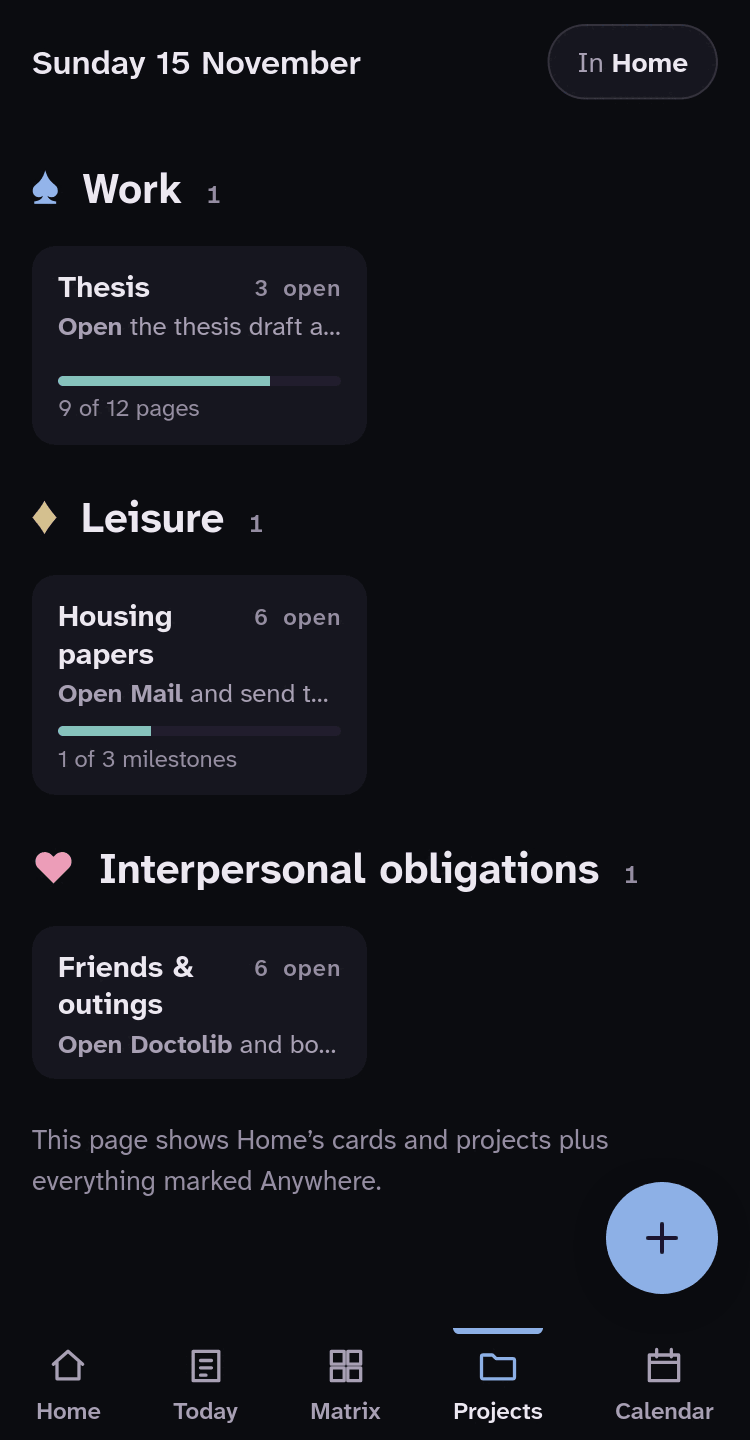 Sunday 15 November
In Home
Work 1
Thesis 3 open
Open the thesis draft a…
9 of 12 pages
Leisure 1
Housing papers 6 open
Open Mail and send t…
1 of 3 milestones
Interpersonal obligations 1
Friends & outings 6 open
Open Doctolib and bo…
This page shows Home’s cards and projects plus
everything marked Anywhere.
Home Today Matrix Projects Calendar